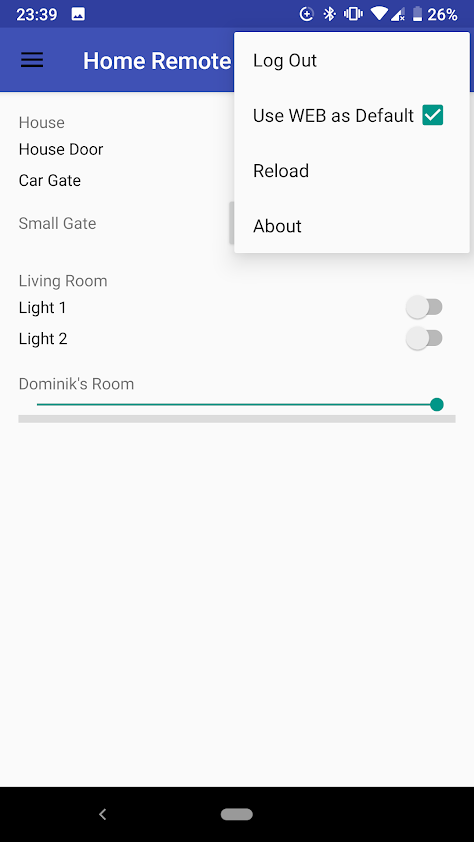 23:39
26%
Home Remote
Log Out
Use WEB as Default
Reload
About
House
House Door
Car Gate
Small Gate
Living Room
Light 1
Light 2
Dominik's Room